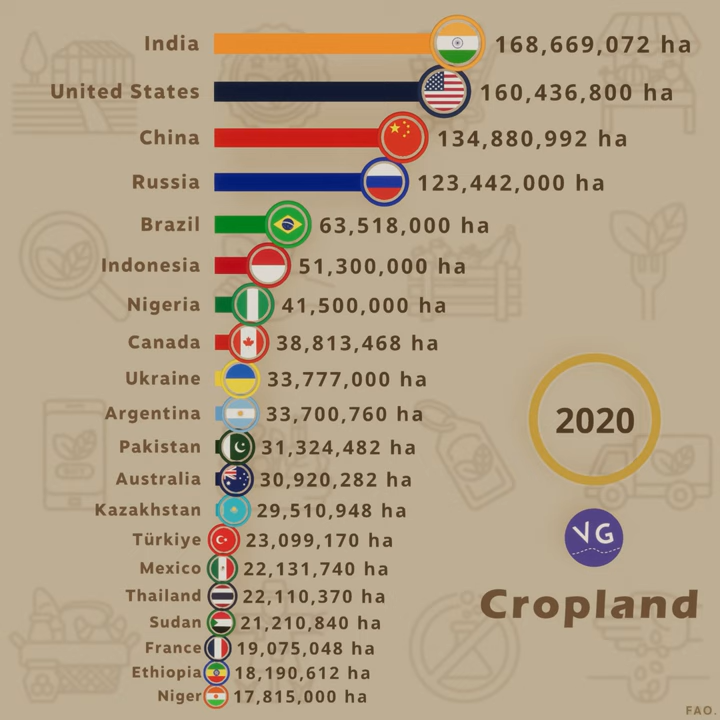 India 168,669,072 ha
United States 160,436,800 ha
China 134,880,992 ha
Russia 123,442,000 ha
Brazil 63,518,000 ha
Indonesia 51,300,000 ha
Nigeria 41,500,000 ha
Canada 38,813,468 ha
Ukraine 33,777,000 ha
Argentina 33,700,760 ha
2020
Pakistan 31,324,482 ha
Australia 30,920,282 ha
Kazakhstan 29,510,948 ha
VG
Türkiye 23,099,170 ha
Mexico 22,131,740 ha
Thailand 22,110,370 ha
Cropland
Sudan 21,210,840 ha
France 19,075,048 ha
Ethiopia 18,190,612 ha
Niger 17,815,000 ha
FAO.